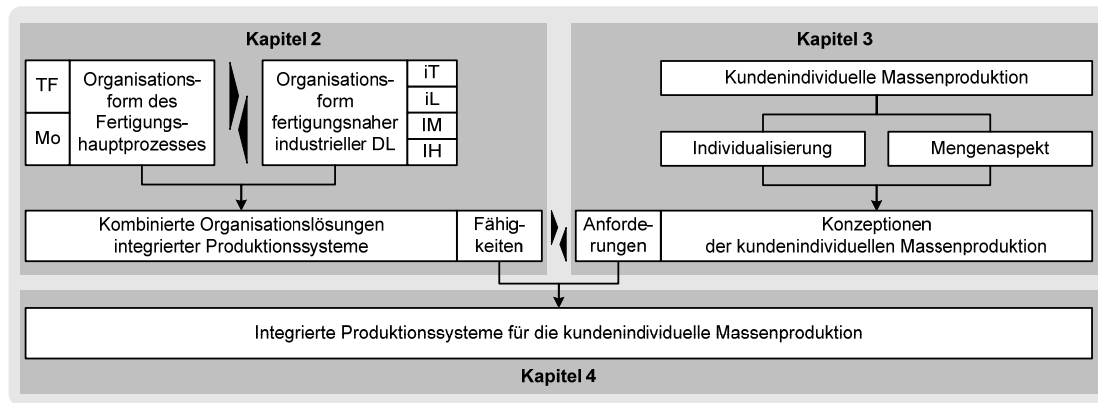 Kapitel 2
TF
Mo
Organisations-
form des
Fertigungs-
hauptprozesses
Organisations-
form
fertigungsnaher
industrieller DL
iT
iL
IM
IH
Kombinierte Organisationslösungen
integrierter Produktionssysteme
Fähig-
keiten
Kapitel 3
Kundenindividuelle Massenproduktion
Individualisierung
Mengenaspekt
Anforde-
rungen
Konzeptionen
der kundenindividuellen Massenproduktion
Integrierte Produktionssysteme für die kundenindividuelle Massenproduktion
Kapitel 4